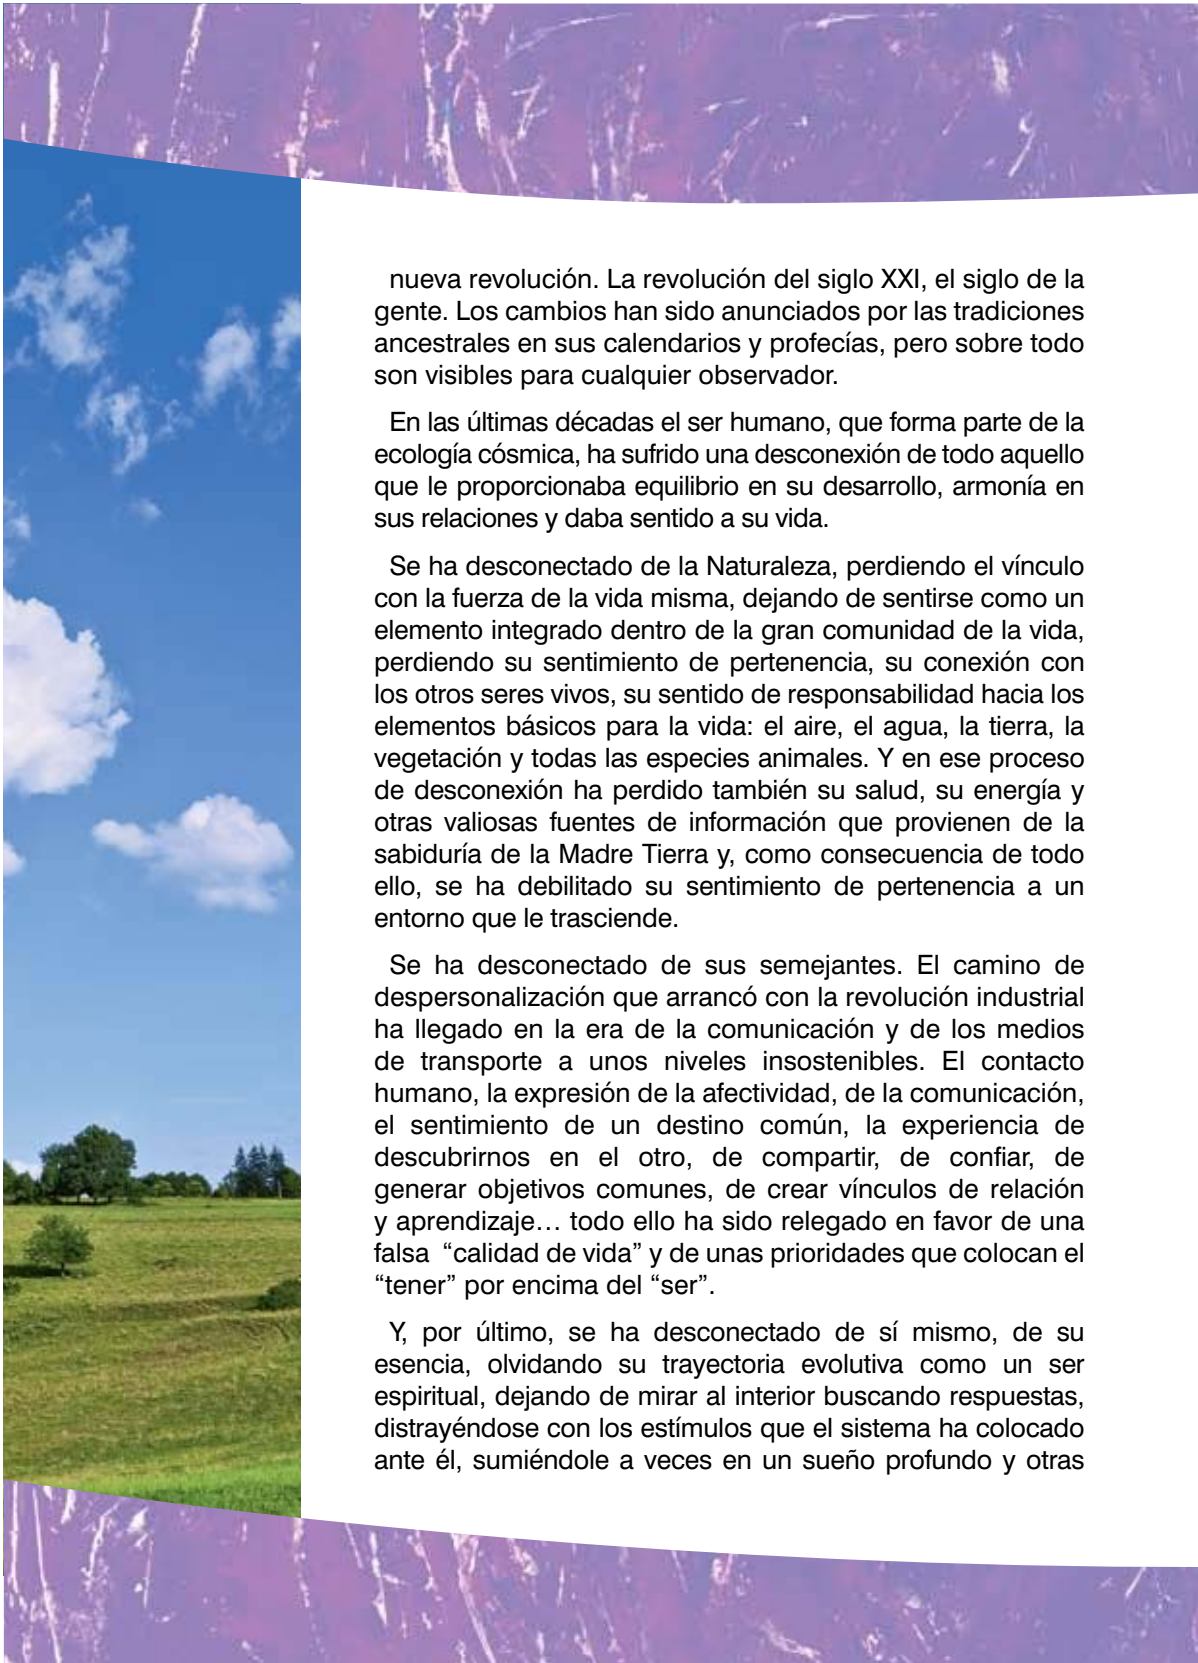 nueva revolución. La revolución del siglo XXI, el siglo de la
gente. Los cambios han sido anunciados por las tradiciones
ancestrales en sus calendarios y profecías, pero sobre todo
son visibles para cualquier observador.
En las últimas décadas el ser humano, que forma parte de la
ecología cósmica, ha sufrido una desconexión de todo aquello
que le proporcionaba equilibrio en su desarrollo, armonía en
sus relaciones y daba sentido a su vida.
Se ha desconectado de la Naturaleza, perdiendo el vínculo
con la fuerza de la vida misma, dejando de sentirse como un
elemento integrado dentro de la gran comunidad de la vida,
perdiendo su sentimiento de pertenencia, su conexión con
los otros seres vivos, su sentido de responsabilidad hacia los
elementos básicos para la vida: el aire, el agua, la tierra, la
vegetación y todas las especies animales. Y en ese proceso
de desconexión ha perdido también su salud, su energía y
otras valiosas fuentes de información que provienen de la
sabiduría de la Madre Tierra y, como consecuencia de todo
ello, se ha debilitado su sentimiento de pertenencia a un
entorno que le trasciende.
Se ha desconectado de sus semejantes. El camino de
despersonalización que arrancó con la revolución industrial
ha llegado en la era de la comunicación y de los medios
de transporte a unos niveles insostenibles. El contacto
humano, la expresión de la afectividad, de la comunicación,
el sentimiento de un destino común, la experiencia de
descubrirnos en el otro, de compartir, de confiar, de
generar objetivos comunes, de crear vínculos de relación
y aprendizaje… todo ello ha sido relegado en favor de una
falsa “calidad de vida” y de unas prioridades que colocan el
“tener” por encima del “ser”.
Y, por último, se ha desconectado de sí mismo, de su
esencia, olvidando su trayectoria evolutiva como un ser
espiritual, dejando de mirar al interior buscando respuestas,
distrayéndose con los estímulos que el sistema ha colocado
ante él, sumiéndole a veces en un sueño profundo y otras